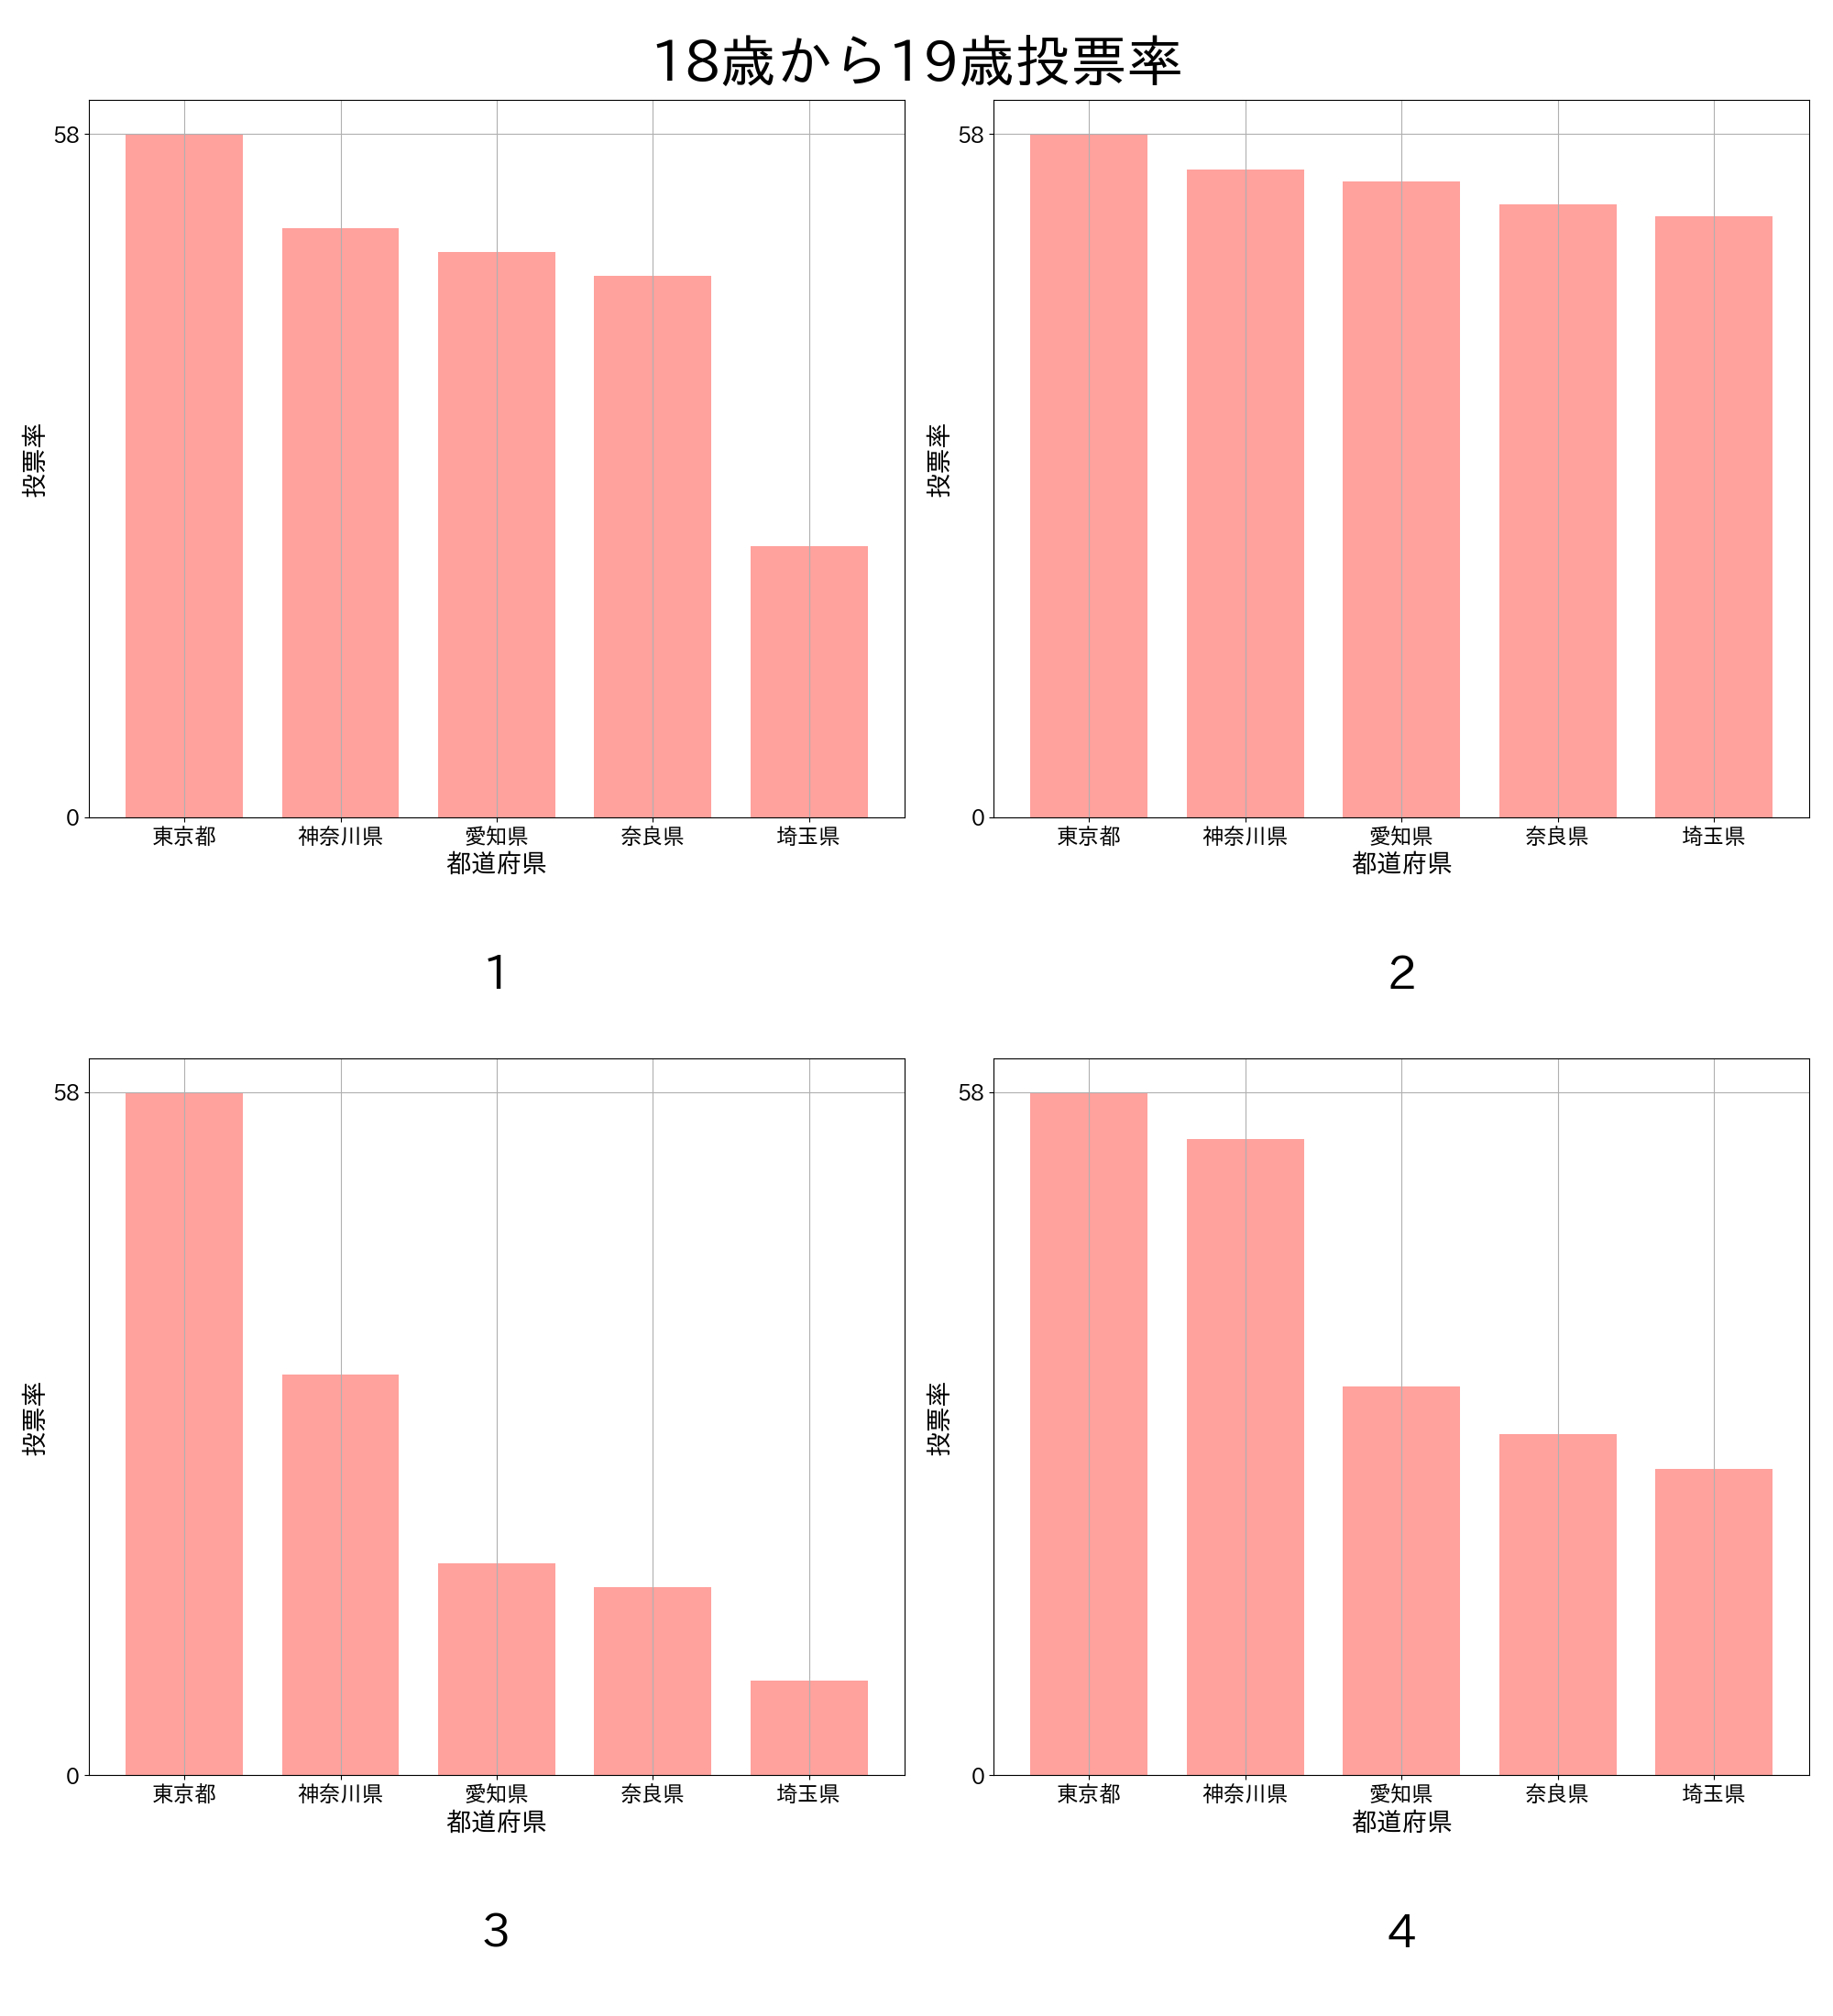 18歳から19歳投票率
58
0
投票率
東京都 神奈川県 愛知県 奈良県 埼玉県
都道府県
1
58
0
投票率
東京都 神奈川県 愛知県 奈良県 埼玉県
都道府県
2
58
0
投票率
東京都 神奈川県 愛知県 奈良県 埼玉県
都道府県
3
58
0
投票率
東京都 神奈川県 愛知県 奈良県 埼玉県
都道府県
4